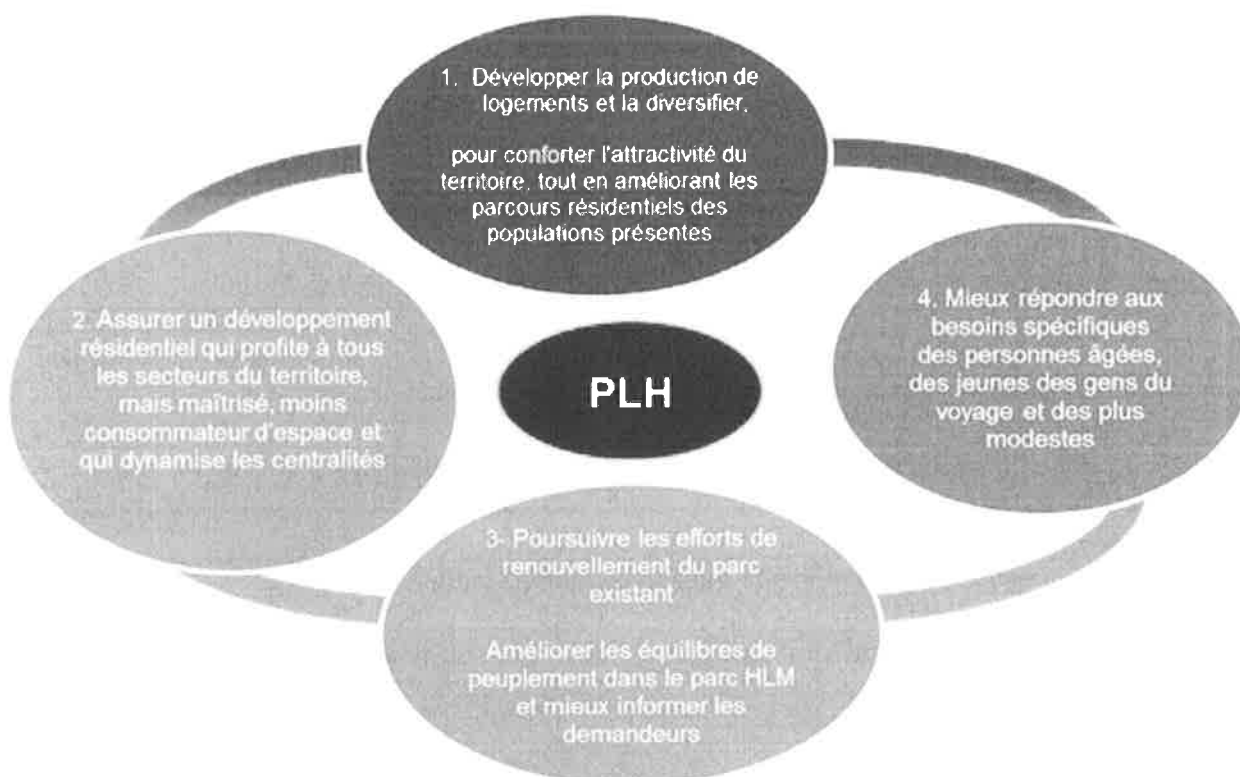 1. Développer la production de
logements et la diversifier,
pour conforter l'attractivité du
territoire, tout en améliorant les
parcours résidentiels des
populations présentes
2. Assurer un développement
résidentiel qui profite à tous
les secteurs du territoire,
mais maîtrisé, moins
consommateur d'espace et
qui dynamise les centralités
PLH
4. Mieux répondre aux
besoins spécifiques
des personnes âgées,
des jeunes des gens du
voyage et des plus
modestes
3- Poursuivre les efforts de
renouvellement du parc
existant
Améliorer les équilibres de
peuplement dans le parc HLM
et mieux informer les
demandeurs